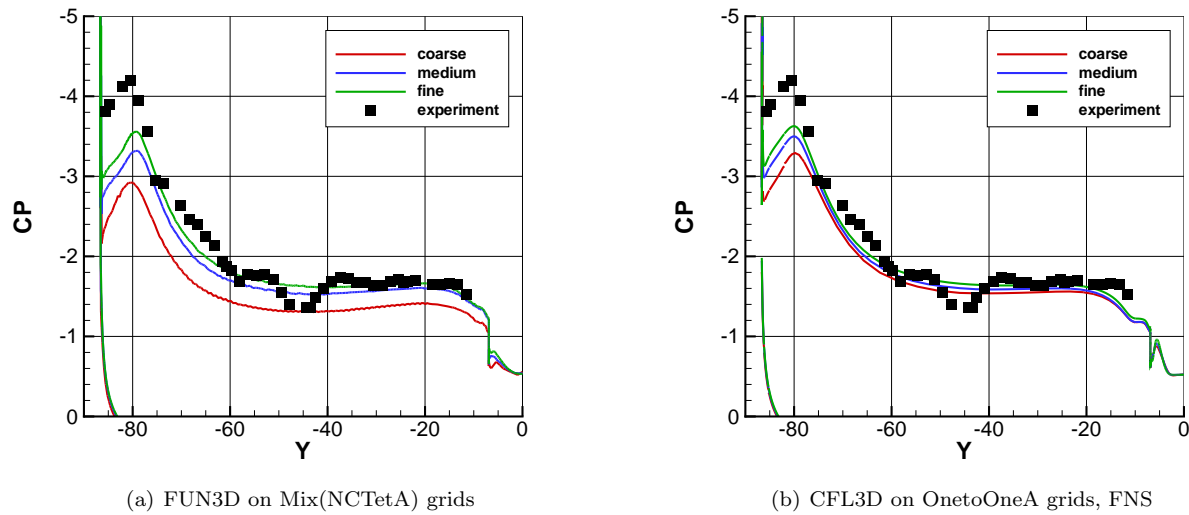 -5
-4
-3
-2
-1
0
CP
-80
-60
-40
-20
0
Y
coarse
medium
fine
experiment
(a) FUN3D on Mix(NCTetA) grids
-5
-4
-3
-2
-1
0
CP
-80
-60
-40
-20
0
Y
coarse
medium
fine
experiment
(b) CFL3D on OnetoOneA grids, FNS